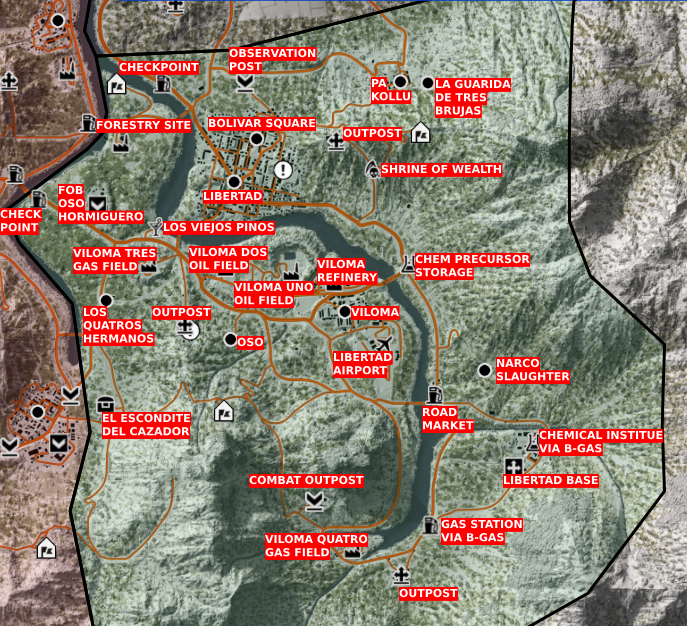 OBSERVATION
POST
CHECKPOINT
PA
KOLLU
LA GUARIDA
DE TRES
BRUJAS
FORESTRY SITE
BOLIVAR SQUARE
OUTPOST
SHRINE OF WEALTH
FOB
OSO
HORMIGUERO
LIBERTAD
CHECK
POINT
LOS VIEJOS PINOS
VILOMA TRES
GAS FIELD
VILOMA DOS
OIL FIELD
VILOMA
REFINERY
CHEM PRECURSOR
STORAGE
VILOMA UNO
OIL FIELD
LOS
QUATROS
HERMANOS
OUTPOST
VILOMA
OSO
LIBERTAD
AIRPORT
NARCO
SLAUGHTER
EL ESCONDITE
DEL CAZADOR
ROAD
MARKET
CHEMICAL INSTITUE
VIA B-GAS
COMBAT OUTPOST
LIBERTAD BASE
GAS STATION
VIA B-GAS
VILOMA QUATRO
GAS FIELD
OUTPOST